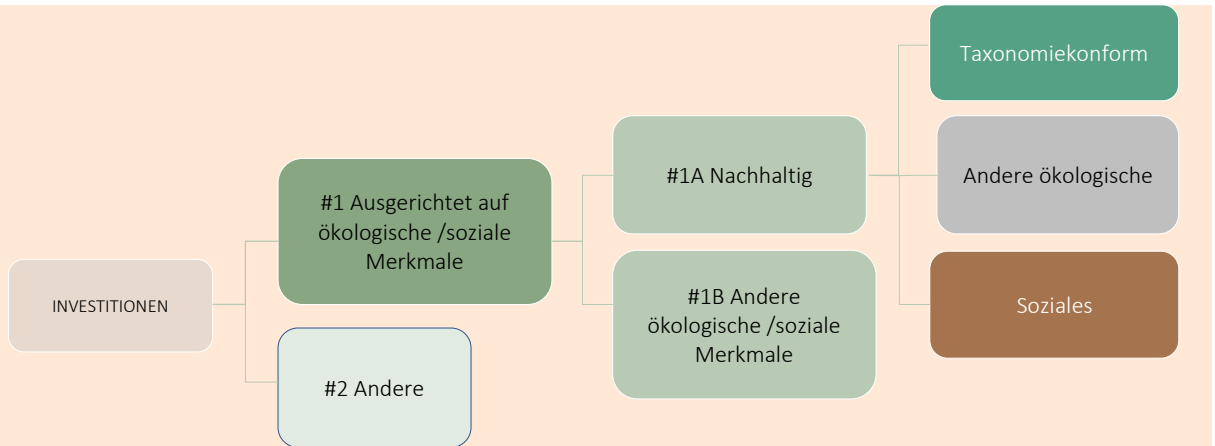 INVESTITIONEN
#1 Ausgerichtet auf
ökologische /soziale
Merkmale
#2 Andere
#1A Nachhaltig
#1B Andere
ökologische /soziale
Merkmale
Taxonomiekonform
Andere ökologische
Soziales